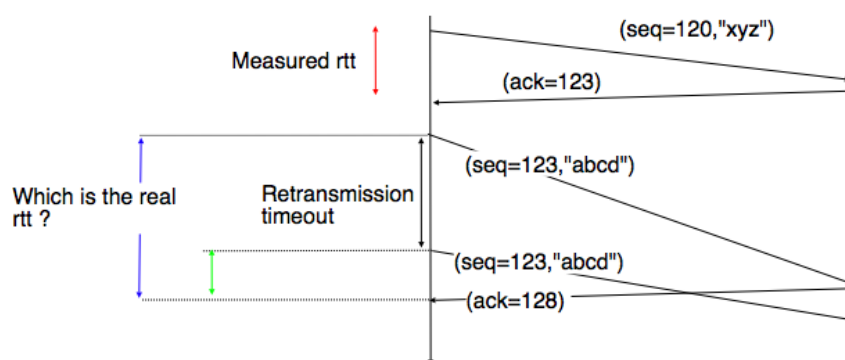 (seq=120,"xyz")
Measured rtt
(ack=123)
(seq=123,"abcd")
Which is the real
rtt ?
Retransmission
timeout
(seq=123,"abcd")
(ack=128)